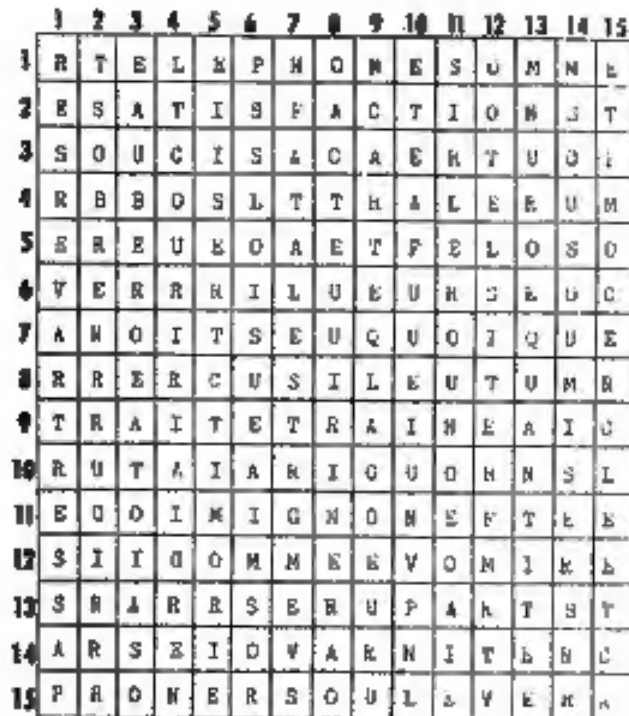 1 2 3 4 5 6 7 8 9 10 11 12 13 14 15
1 R T E L E P H O N E S O M N E
2 E S A T I S F A C T I O N S T
3 S O U C I S A C A E R T U O
4 R B B O S L T T H A L E R U M
5 E R E U E O A E T F E L O S O
6 V E R R N I L U E U H S E D C
7 A N O I T S E U Q U O I Q U E
8 R R E R C U S I L E U T U M R
9 T R A I T E T R A I N E A I C
10 R U T A I A R I G U O N N S L
11 E U O I M I G N O N E F T E E
12 S I I G O M M E E V O M I R E
13 S N A R R S E R U P A R T S T
14 A R S E I D V A R N I T E N C
15 P R O N E R S O U L E V E R